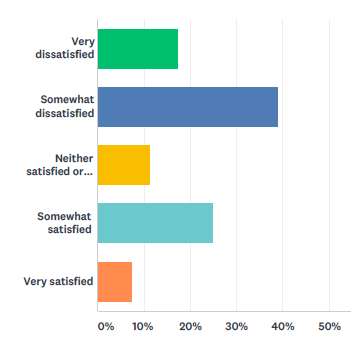 Very
dissatisfied
Somewhat
dissatisfied
Neither
satisfied or...
Somewhat
satisfied
Very satisfied
0% 10% 20% 30% 40% 50%